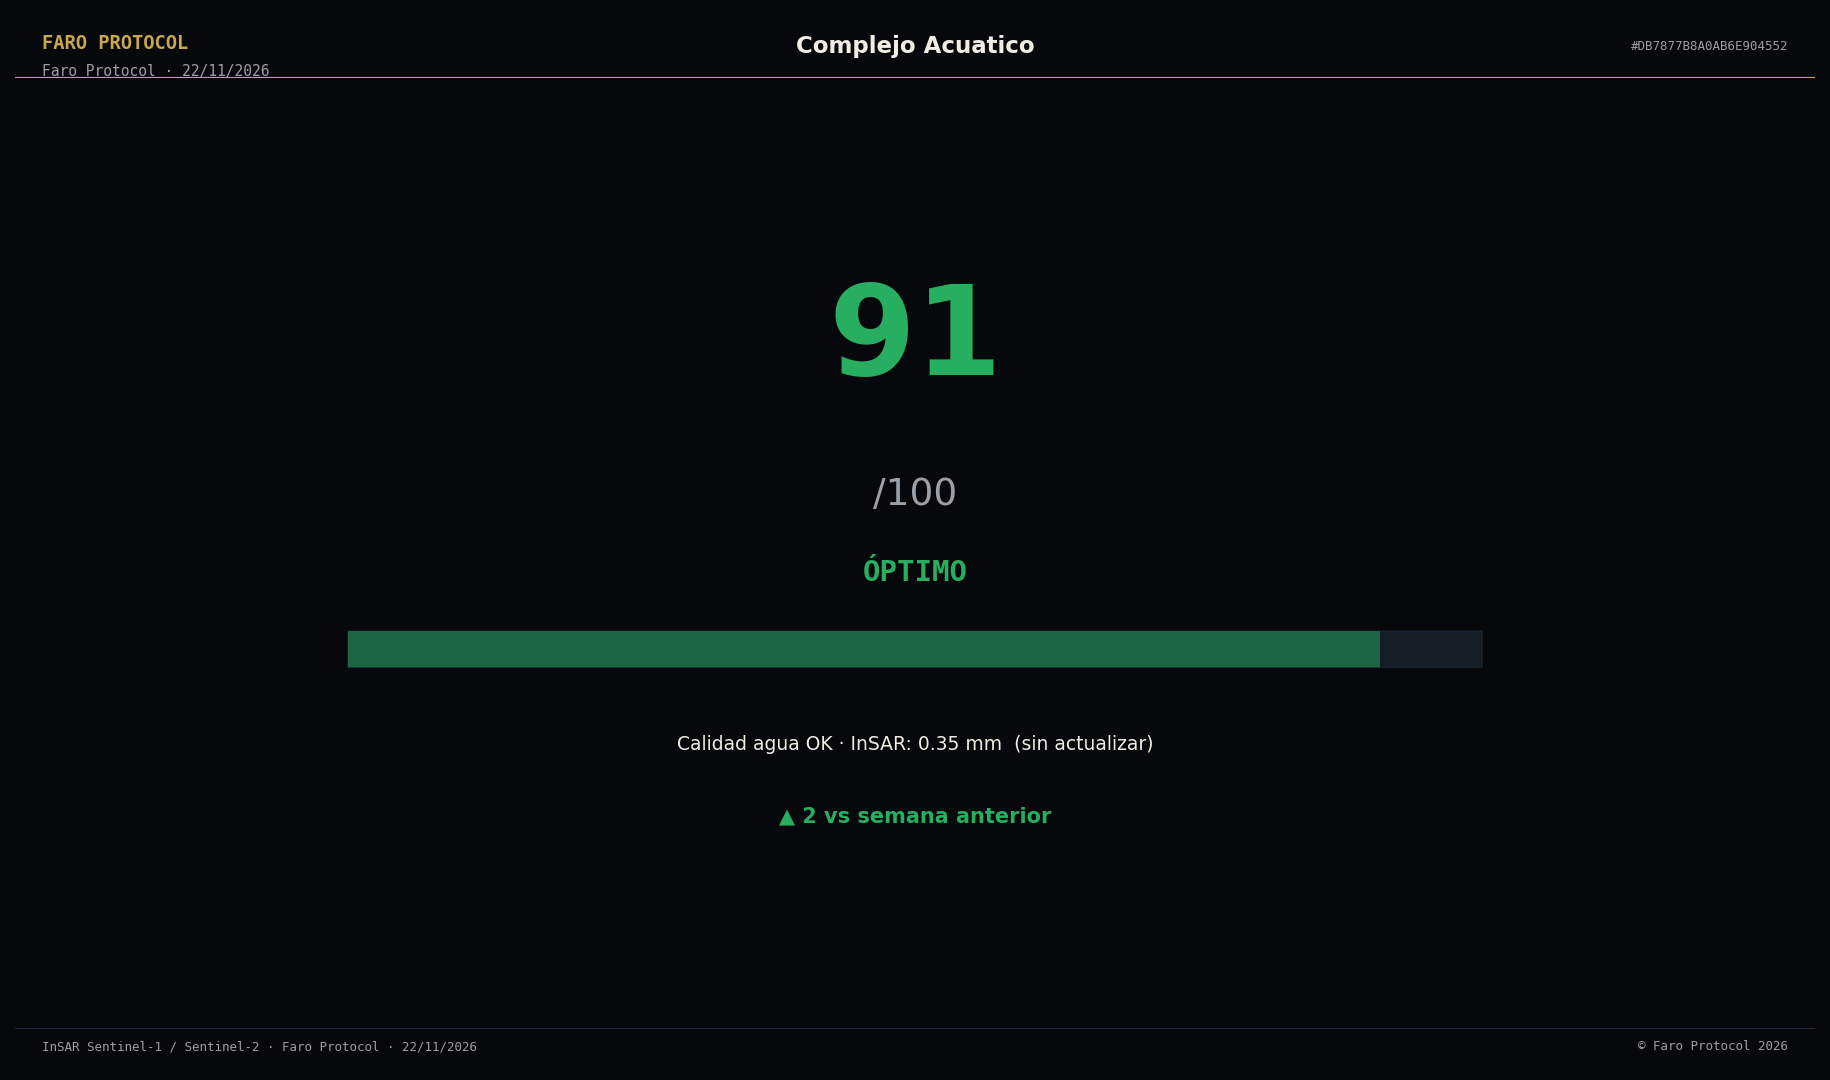 FARO PROTOCOL
Complejo Acuatico
#DB7877B8A0AB6E904552
Faro Protocol · 22/11/2026
91
/100
ÓPTIMO
Calidad agua OK · InSAR: 0.35 mm  (sin actualizar)
▲ 2 vs semana anterior
InSAR Sentinel-1 / Sentinel-2 · Faro Protocol · 22/11/2026
© Faro Protocol 2026